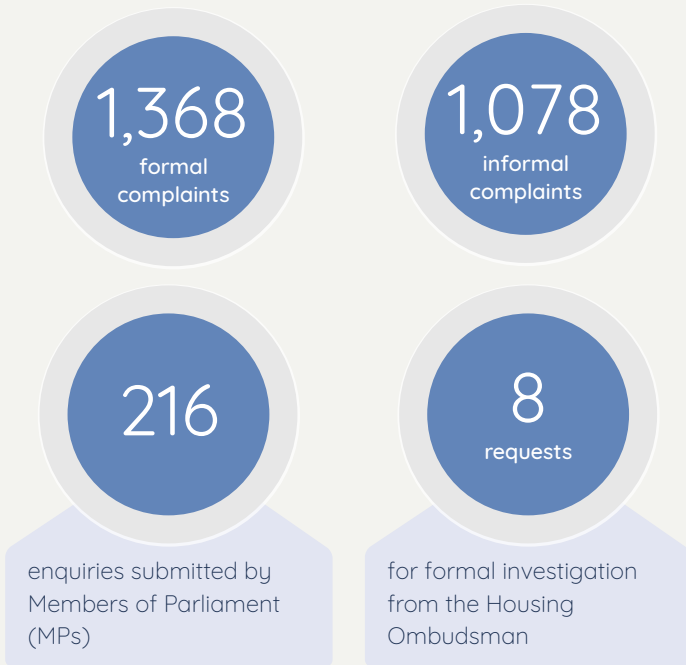 1,368
formal
complaints
1,078
informal
complaints
216
enquiries submitted by
Members of Parliament
(MPs)
8
requests
for formal investigation
from the Housing
Ombudsman